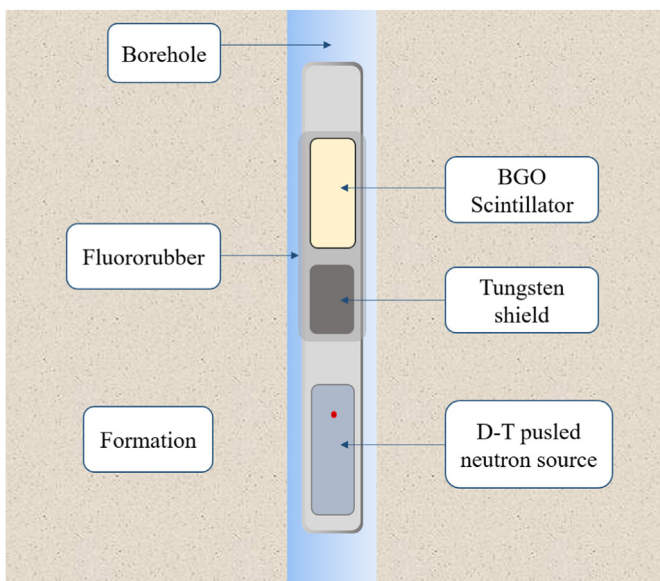 Borehole
BGO
Scintillator
Fluororubber
Tungsten
shield
Formation
D-T pusled
neutron source